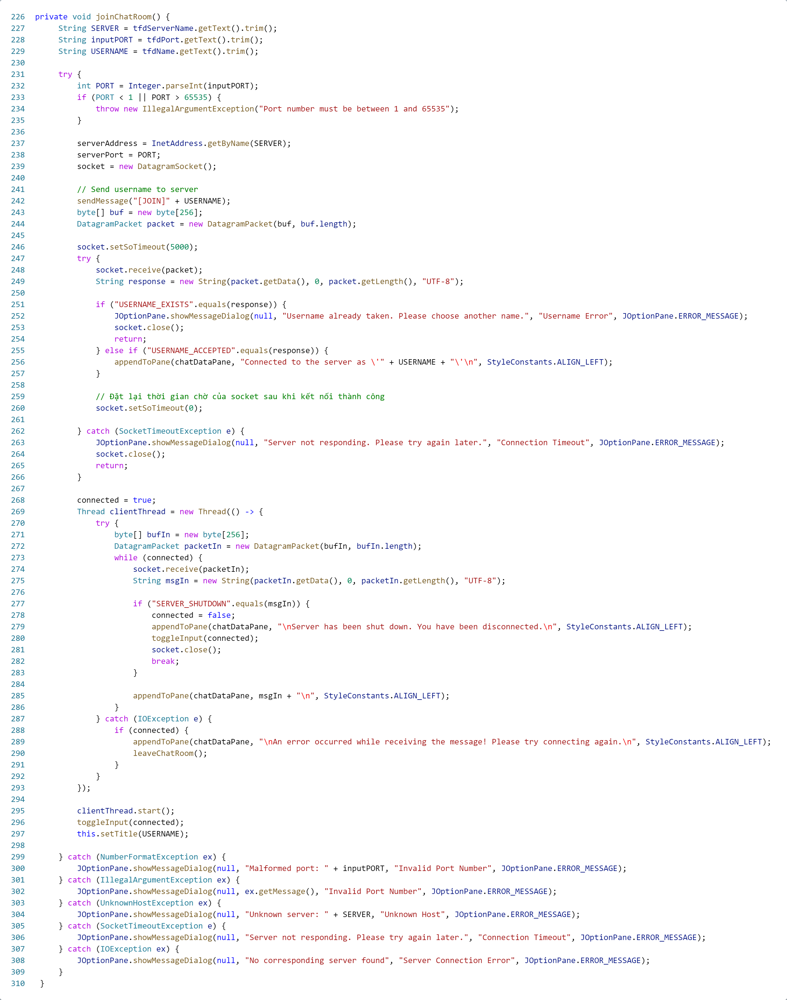 226 private void joinChatRoom() {
227 String SERVER = tfdServerName.getText().trim();
228 String inputPORT = tfdPort.getText().trim();
229 String USERNAME = tfdName.getText().trim();
230
231 try {
232 int PORT = Integer.parseInt(inputPORT);
233 if (PORT < 1 || PORT > 65535) {
234 throw new IllegalArgumentException("Port number must be between 1 and 65535");
235 }
236
237 serverAddress = InetAddress.getByName(SERVER);
238 serverPort = PORT;
239 socket = new DatagramSocket();
240
241 // Send username to server
242 sendMessage("[JOIN]" + USERNAME);
243 byte[] buf = new byte[256];
244 DatagramPacket packet = new DatagramPacket(buf, buf.length);
245
246 socket.setSoTimeout(5000);
247 try {
248 socket.receive(packet);
249 String response = new String(packet.getData(), 0, packet.getLength(), "UTF-8");
250
251 if ("USERNAME_EXISTS".equals(response)) {
252 JOptionPane.showMessageDialog(null, "Username already taken. Please choose another name.", "Username Error", JOptionPane.ERROR_MESSAGE);
253 socket.close();
254 return;
255 } else if ("USERNAME_ACCEPTED".equals(response)) {
256 appendToPane(chatDataPane, "Connected to the server as \'" + USERNAME + "\'\n", StyleConstants.ALIGN_LEFT);
257 }
258
259 // Đặt lại thời gian chờ của socket sau khi kết nối thành công
260 socket.setSoTimeout(0);
261
262 } catch (SocketTimeoutException e) {
263 JOptionPane.showMessageDialog(null, "Server not responding. Please try again later.", "Connection Timeout", JOptionPane.ERROR_MESSAGE);
264 socket.close();
265 return;
266 }
267
268 connected = true;
269 Thread clientThread = new Thread(() -> {
270 try {
271 byte[] bufIn = new byte[256];
272 DatagramPacket packetIn = new DatagramPacket(bufIn, bufIn.length);
273 while (connected) {
274 socket.receive(packetIn);
275 String msgIn = new String(packetIn.getData(), 0, packetIn.getLength(), "UTF-8");
276
277 if ("SERVER_SHUTDOWN".equals(msgIn)) {
278 connected = false;
279 appendToPane(chatDataPane, "\nServer has been shut down. You have been disconnected.\n", StyleConstants.ALIGN_LEFT);
280 toggleInput(connected);
281 socket.close();
282 break;
283 }
284
285 appendToPane(chatDataPane, msgIn + "\n", StyleConstants.ALIGN_LEFT);
286 }
287 } catch (IOException e) {
288 if (connected) {
289 appendToPane(chatDataPane, "\nAn error occurred while receiving the message! Please try connecting again.\n", StyleConstants.ALIGN_LEFT);
290 leaveChatRoom();
291 }
292 }
293 });
294
295 clientThread.start();
296 toggleInput(connected);
297 this.setTitle(USERNAME);
298
299 } catch (NumberFormatException ex) {
300 JOptionPane.showMessageDialog(null, "Malformed port: " + inputPORT, "Invalid Port Number", JOptionPane.ERROR_MESSAGE);
301 } catch (IllegalArgumentException ex) {
302 JOptionPane.showMessageDialog(null, ex.getMessage(), "Invalid Port Number", JOptionPane.ERROR_MESSAGE);
303 } catch (UnknownHostException ex) {
304 JOptionPane.showMessageDialog(null, "Unknown server: " + SERVER, "Unknown Host", JOptionPane.ERROR_MESSAGE);
305 } catch (SocketTimeoutException e) {
306 JOptionPane.showMessageDialog(null, "Server not responding. Please try again later.", "Connection Timeout", JOptionPane.ERROR_MESSAGE);
307 } catch (IOException ex) {
308 JOptionPane.showMessageDialog(null, "No corresponding server found", "Server Connection Error", JOptionPane.ERROR_MESSAGE);
309 }
310 }